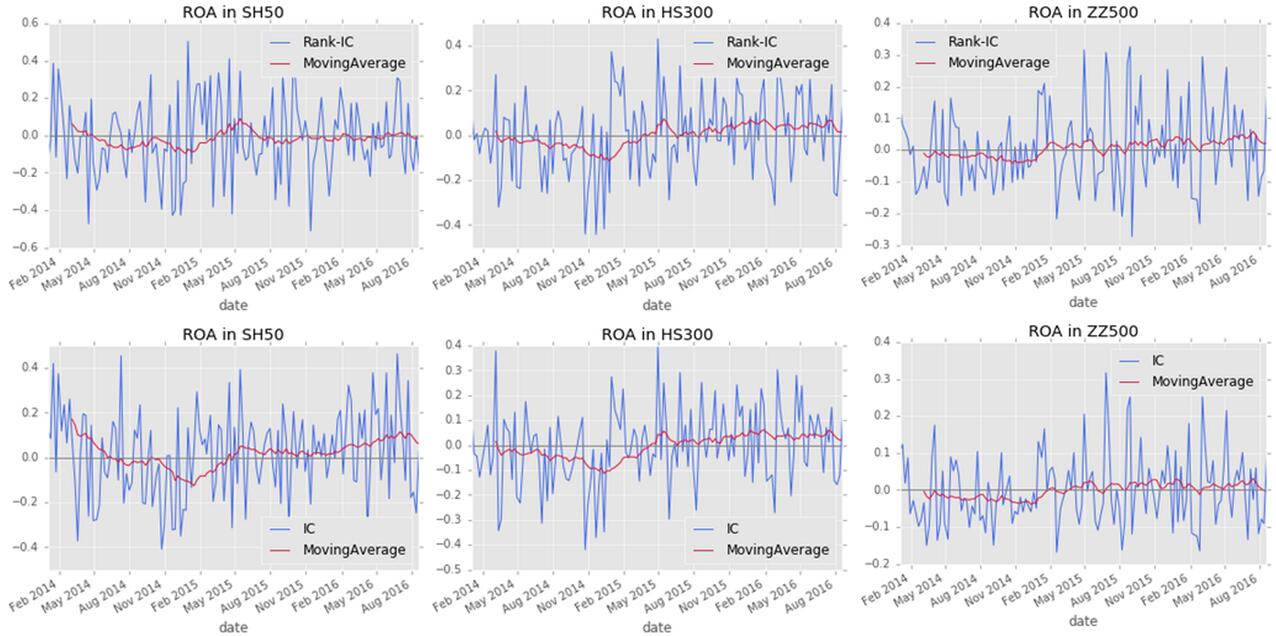 ROA in SH50
0.6
0.4
0.2
0.0
−0.2
−0.4
−0.6
Rank-IC
MovingAverage
Feb 2014
May 2014
Aug 2014
Nov 2014
Feb 2015
May 2015
Aug 2015
Nov 2015
Feb 2016
May 2016
Aug 2016
date
ROA in HS300
0.4
0.2
0.0
−0.2
−0.4
Rank-IC
MovingAverage
Feb 2014
May 2014
Aug 2014
Nov 2014
Feb 2015
May 2015
Aug 2015
Nov 2015
Feb 2016
May 2016
Aug 2016
date
ROA in ZZ500
0.4
0.3
0.2
0.1
0.0
−0.1
−0.2
−0.3
Rank-IC
MovingAverage
Feb 2014
May 2014
Aug 2014
Nov 2014
Feb 2015
May 2015
Aug 2015
Nov 2015
Feb 2016
May 2016
Aug 2016
date
ROA in SH50
0.4
0.2
0.0
−0.2
−0.4
IC
MovingAverage
Feb 2014
May 2014
Aug 2014
Nov 2014
Feb 2015
May 2015
Aug 2015
Nov 2015
Feb 2016
May 2016
Aug 2016
date
ROA in HS300
0.4
0.3
0.2
0.1
0.0
−0.1
−0.2
−0.3
−0.4
−0.5
IC
MovingAverage
Feb 2014
May 2014
Aug 2014
Nov 2014
Feb 2015
May 2015
Aug 2015
Nov 2015
Feb 2016
May 2016
Aug 2016
date
ROA in ZZ500
0.4
0.3
0.2
0.1
0.0
−0.1
−0.2
IC
MovingAverage
Feb 2014
May 2014
Aug 2014
Nov 2014
Feb 2015
May 2015
Aug 2015
Nov 2015
Feb 2016
May 2016
Aug 2016
date